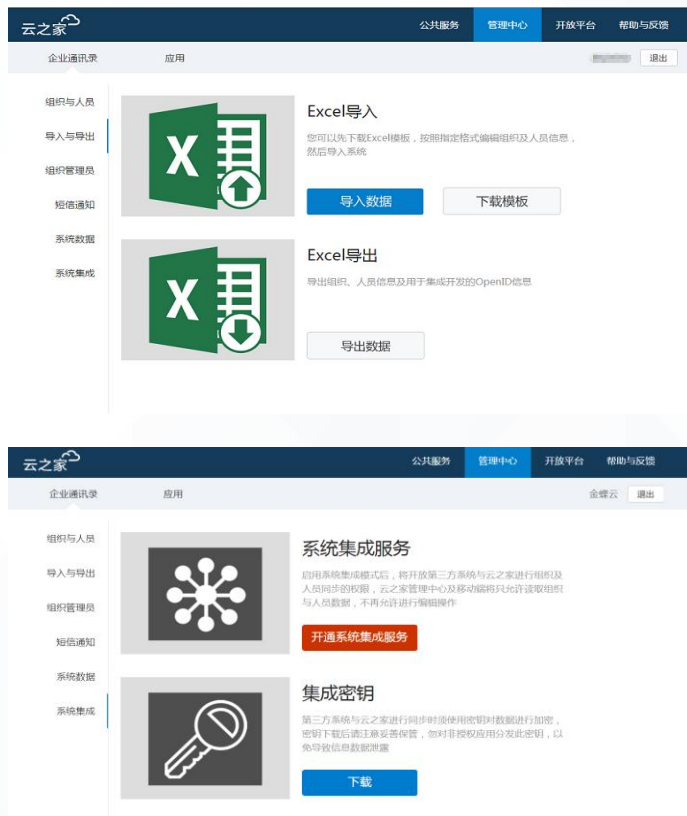 云之家
公共服务 管理中心 开放平台 帮助与反馈
企业通讯录 应用 退出
组织与人员
导入与导出
组织管理员
短信通知
系统数据
系统集成
Excel导入
您可以先下载Excel模板，按照指定格式编辑组织及人员信息，
然后导入系统
导入数据 下载模板
Excel导出
导出组织、人员信息及用于集成开发的OpenID信息
导出数据
云之家
公共服务 管理中心 开放平台 帮助与反馈
企业通讯录 应用 金蝶云 退出
组织与人员
导入与导出
组织管理员
短信通知
系统数据
系统集成
系统集成服务
启用系统集成模式后，将开放第三方系统与云之家进行组织及
人员同步的权限，云之家管理中心及移动端将只允许读取组织
与人员数据，不再允许进行编辑操作
开通系统集成服务
集成密钥
第三方系统与云之家进行同步时须使用密钥对数据进行加密，
密钥下载后请注意妥善保管，勿对非授权应用分发此密钥，以
免导致信息数据泄露
下载